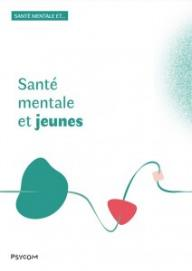 SANTÉ MENTALE ET...
Santé
mentale
et jeunes
PSYCOM